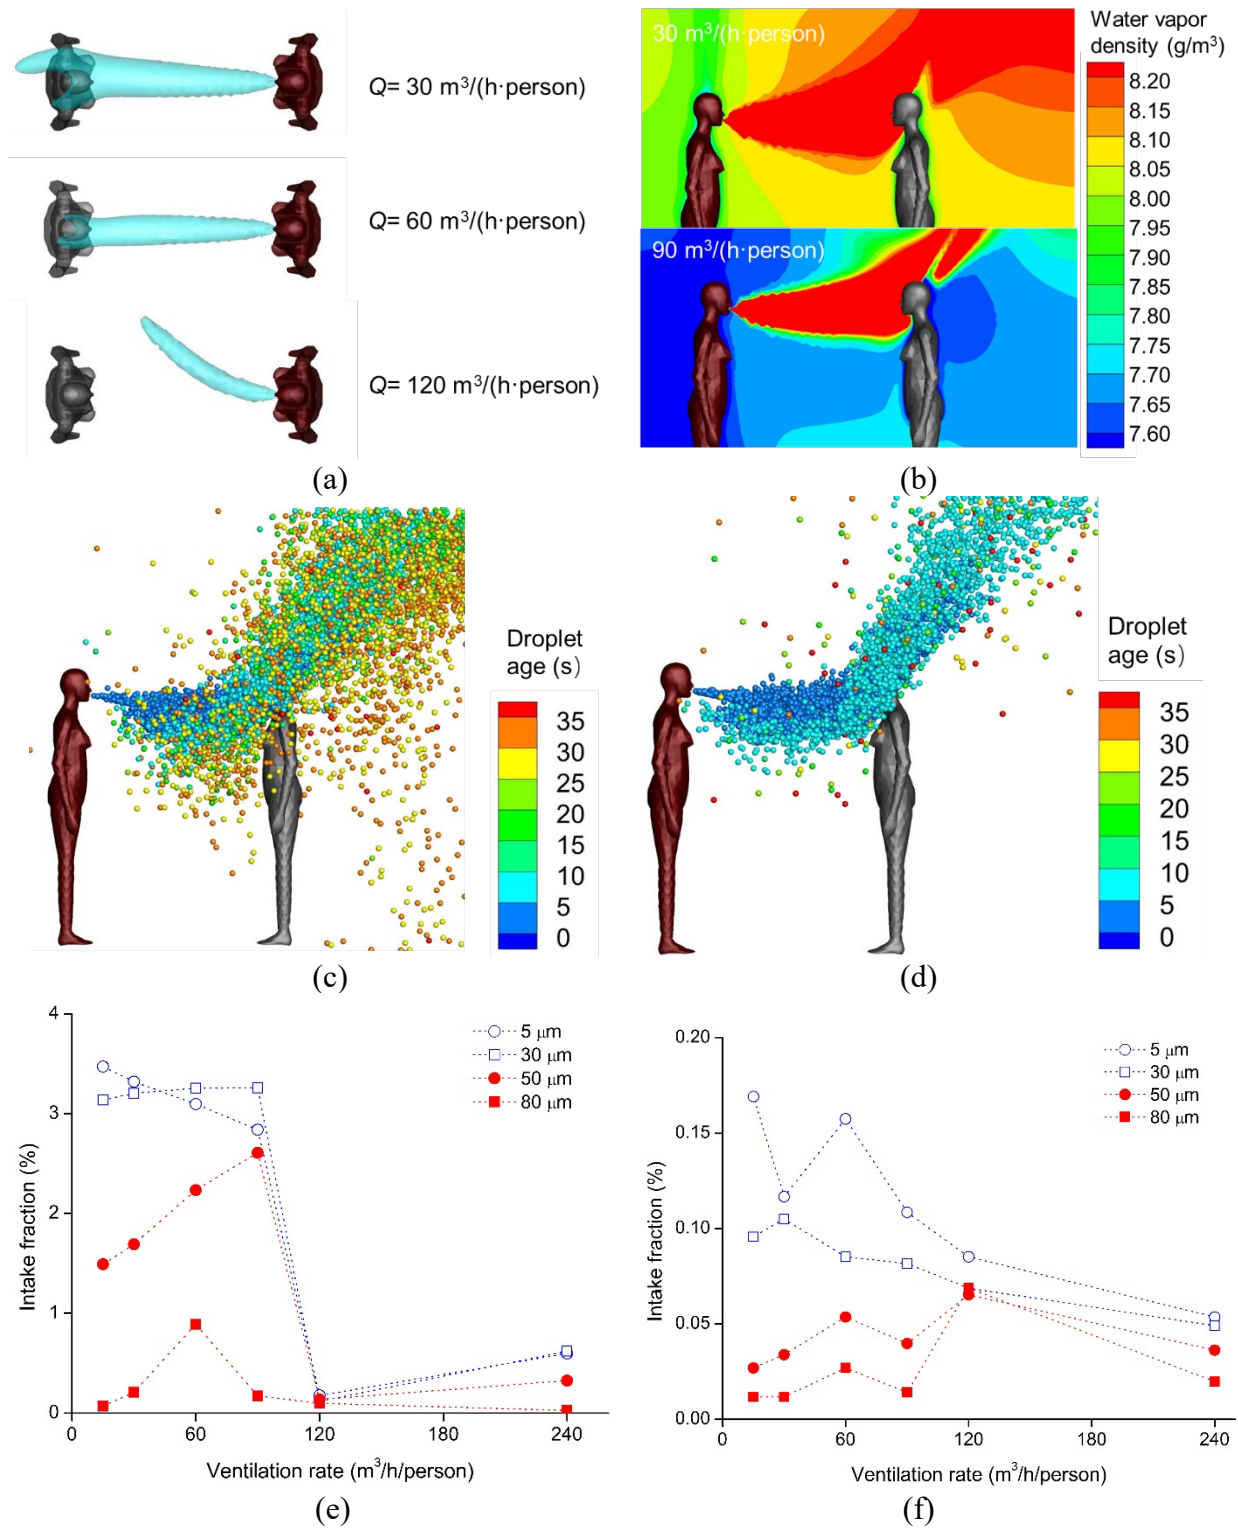 Q= 30 m³/(h·person)
Q= 60 m³/(h·person)
Q= 120 m³/(h·person)
(a)
30 m³/(h·person)
90 m³/(h·person)
Water vapor
density (g/m³)
8.20
8.15
8.10
8.05
8.00
7.95
7.90
7.85
7.80
7.75
7.70
7.65
7.60
(b)
Droplet
age (s)
35
30
25
20
15
10
5
0
(c)
Droplet
age (s)
35
30
25
20
15
10
5
0
(d)
4
3
2
1
0
Intake fraction (%)
5 μm
30 μm
50 μm
80 μm
0
60
120
180
240
Ventilation rate (m³/h/person)
(e)
0.20
0.15
0.10
0.05
0.00
Intake fraction (%)
5 μm
30 μm
50 μm
80 μm
0
60
120
180
240
Ventilation rate (m³/h/person)
(f)